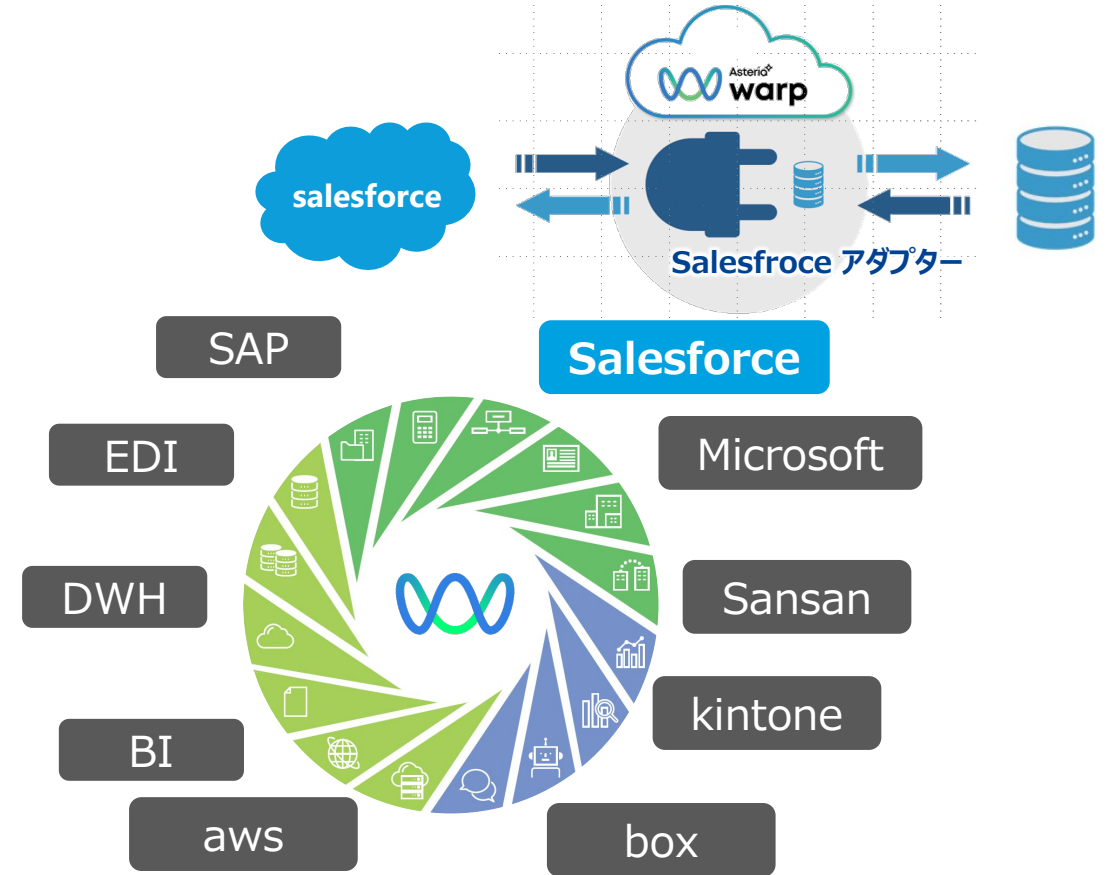 Asteria
warp
salesforce
Salesfroce アダプター
SAP
Salesforce
EDI
Microsoft
DWH
Sansan
kintone
BI
aws
box